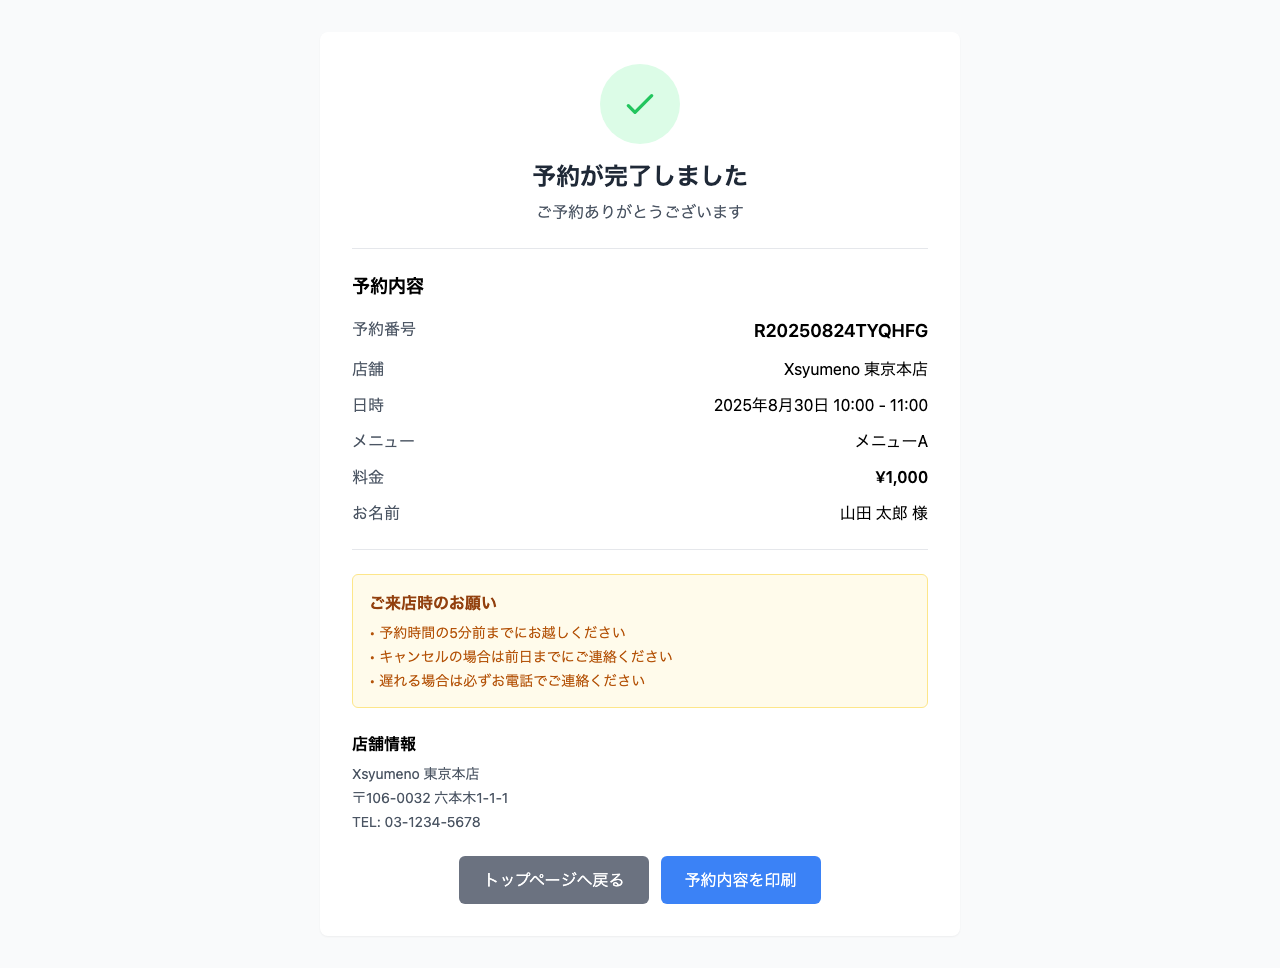 予約が完了しました
ご予約ありがとうございます
予約内容
予約番号 R20250824TYQHFG
店舗 Xsyumeno 東京本店
日時 2025年8月30日 10:00 - 11:00
メニュー メニューA
料金 ¥1,000
お名前 山田 太郎 様
ご来店時のお願い
• 予約時間の5分前までにお越しください
• キャンセルの場合は前日までにご連絡ください
• 遅れる場合は必ずお電話でご連絡ください
店舗情報
Xsyumeno 東京本店
〒106-0032 六本木1-1-1
TEL: 03-1234-5678
トップページへ戻る 予約内容を印刷